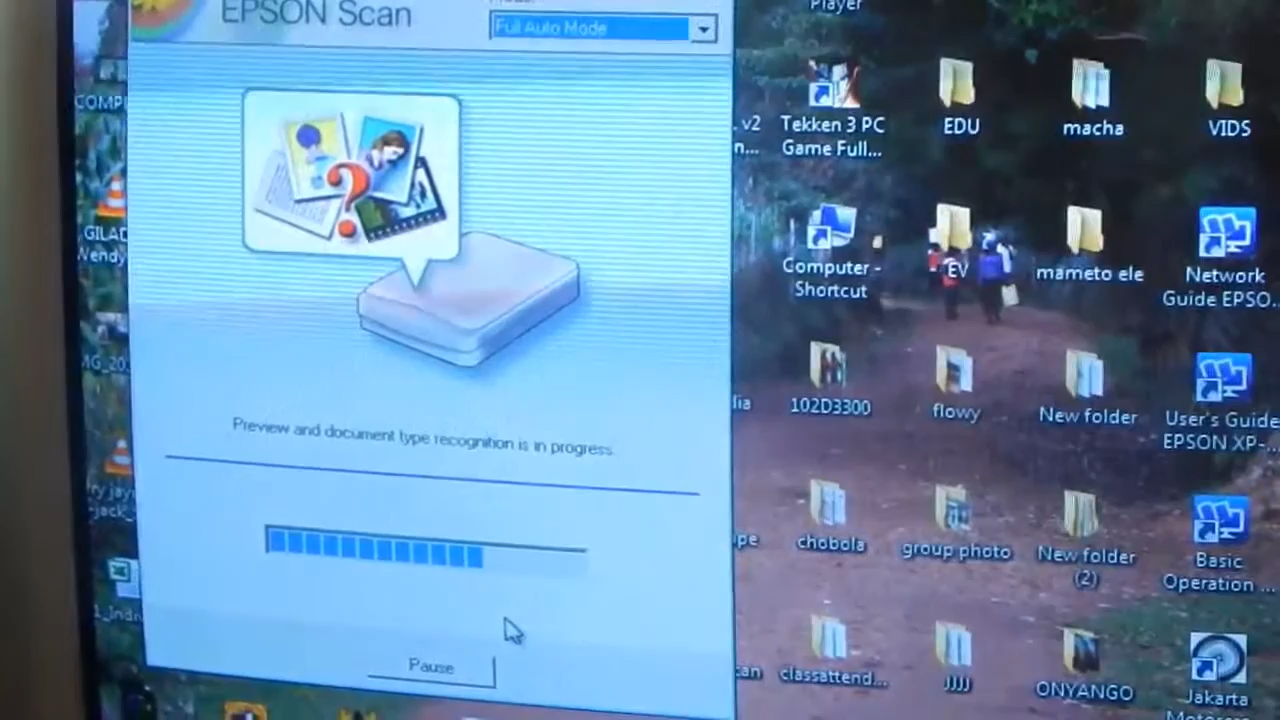 EPSON Scan
Full Auto Mode
Preview and document type recognition is in progress.
Pause
Player
v2
n...
Tekken 3 PC
Game Full...
EDU
macha
VIDS
Computer -
Shortcut
EV
mameto ele
Network
Guide EPSO...
102D3300
flowy
New folder
User's Guide
EPSON XP-...
chobola
group photo
New folder
(2)
Basic
Operation ...
classattend...
JJJJ
ONYANGO
Jakarta
COMP
GILAD
Wendy